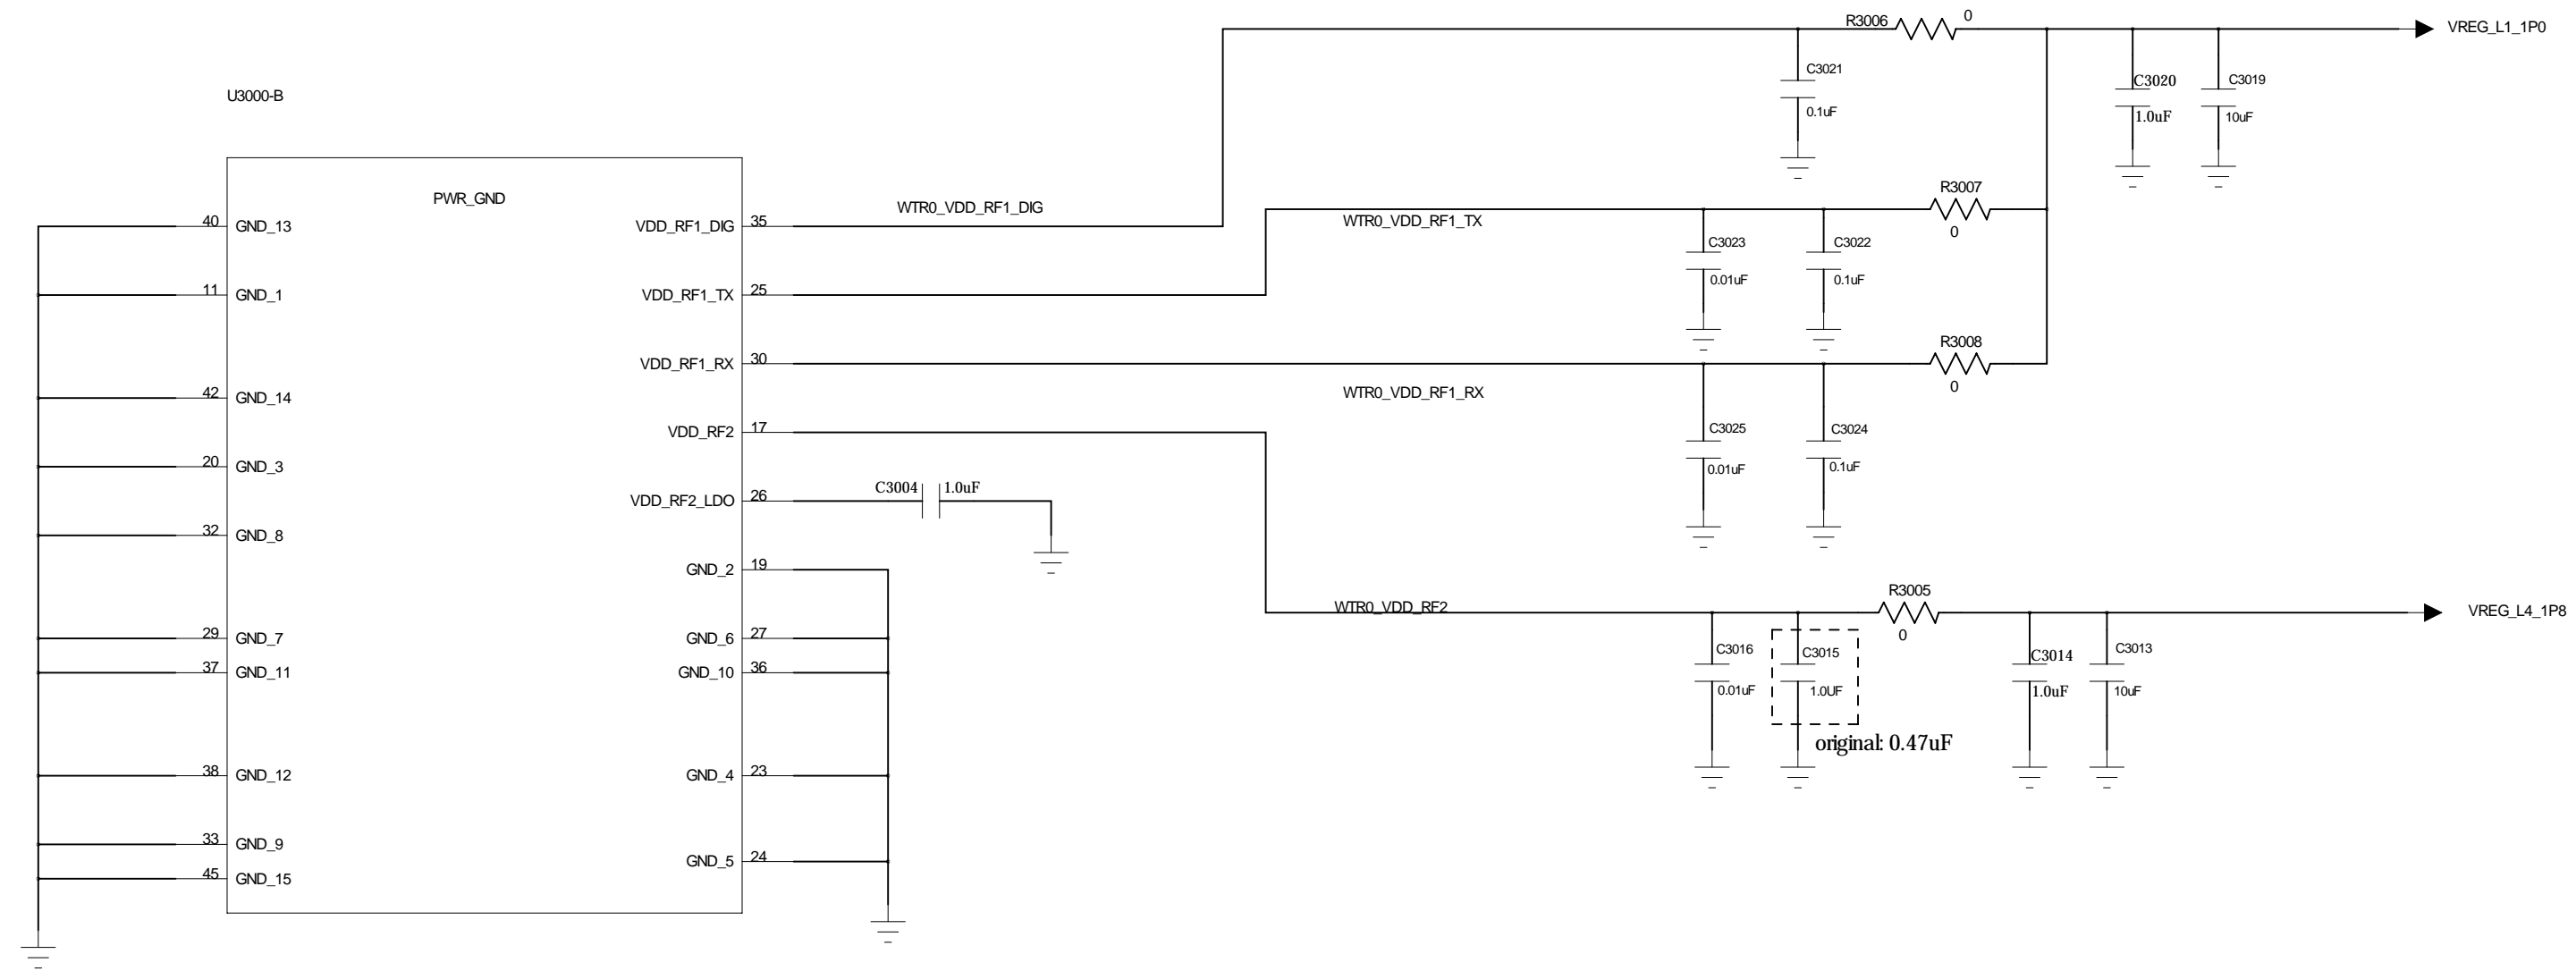 R3006
0
VREG_L1_1P0
C3021
0.1uF
C3020
1.0uF
C3019
10uF
U3000-B
PWR_GND
40 GND_13
11 GND_1
42 GND_14
20 GND_3
32 GND_8
29 GND_7
37 GND_11
38 GND_12
33 GND_9
45 GND_15
VDD_RF1_DIG 35
VDD_RF1_TX 25
VDD_RF1_RX 30
VDD_RF2 17
VDD_RF2_LDO 26
GND_2 19
GND_6 27
GND_10 36
GND_4 23
GND_5 24
WTR0_VDD_RF1_DIG
WTR0_VDD_RF1_TX
R3007
0
C3023
0.01uF
C3022
0.1uF
WTR0_VDD_RF1_RX
R3008
0
C3025
0.01uF
C3024
0.1uF
C3004 1.0uF
WTR0_VDD_RF2
R3005
0
VREG_L4_1P8
C3016
0.01uF
C3015
1.0UF
original: 0.47uF
C3014
1.0uF
C3013
10uF